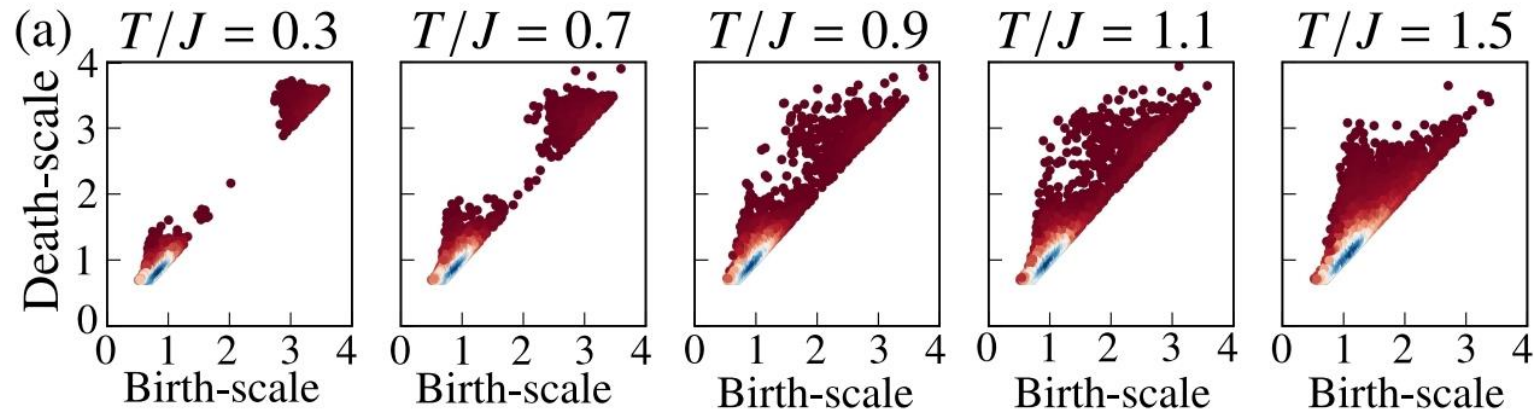 (a) T/J = 0.3 T/J = 0.7 T/J = 0.9 T/J = 1.1 T/J = 1.5
Death-scale
4
3
2
1
0
0 1 2 3 4 0 1 2 3 4 0 1 2 3 4 0 1 2 3 4 0 1 2 3 4
Birth-scale Birth-scale Birth-scale Birth-scale Birth-scale